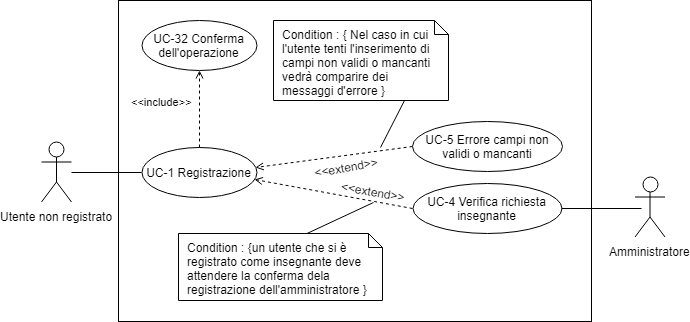 UC-32 Conferma
dell'operazione
Condition : { Nel caso in cui
l'utente tenti l'inserimento di
campi non validi o mancanti
vedrà comparire dei
messaggi d'errore }
<<include>>
UC-5 Errore campi non
validi o mancanti
<<extend>>
UC-1 Registrazione
<<extend>>
UC-4 Verifica richiesta
insegnante
Utente non registrato
Amministratore
Condition : {un utente che si è
registrato come insegnante deve
attendere la conferma dela
registrazione dell'amministratore }